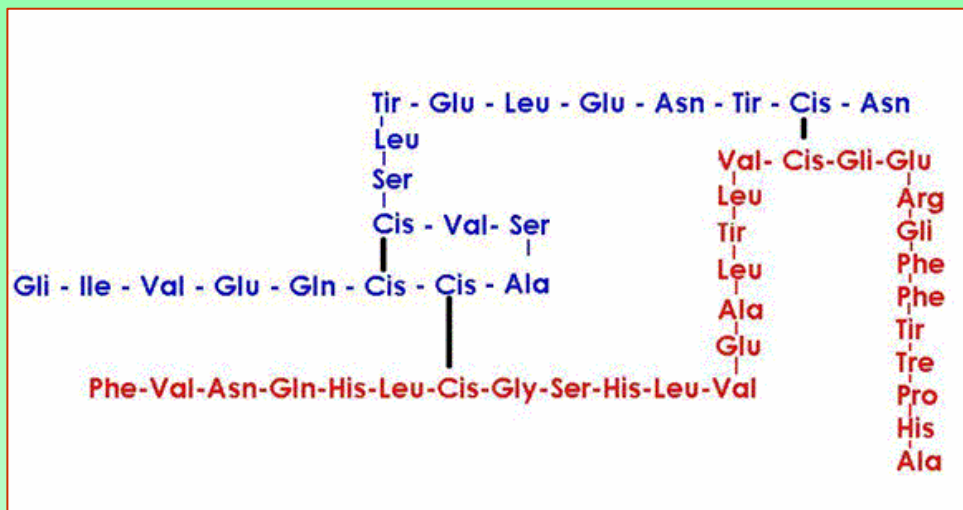 Tir - Glu - Leu - Glu - Asn - Tir - Cis - Asn
Leu
Ser
Cis - Val- Ser
Gli - Ile - Val - Glu - Gln - Cis - Cis - Ala
Val- Cis-Gli-Glu
Leu
Tir
Leu
Ala
Glu
Phe-Val-Asn-Gln-His-Leu-Cis-Gly-Ser-His-Leu-Val
Arg
Gli
Phe
Phe
Tir
Tre
Pro
His
Ala